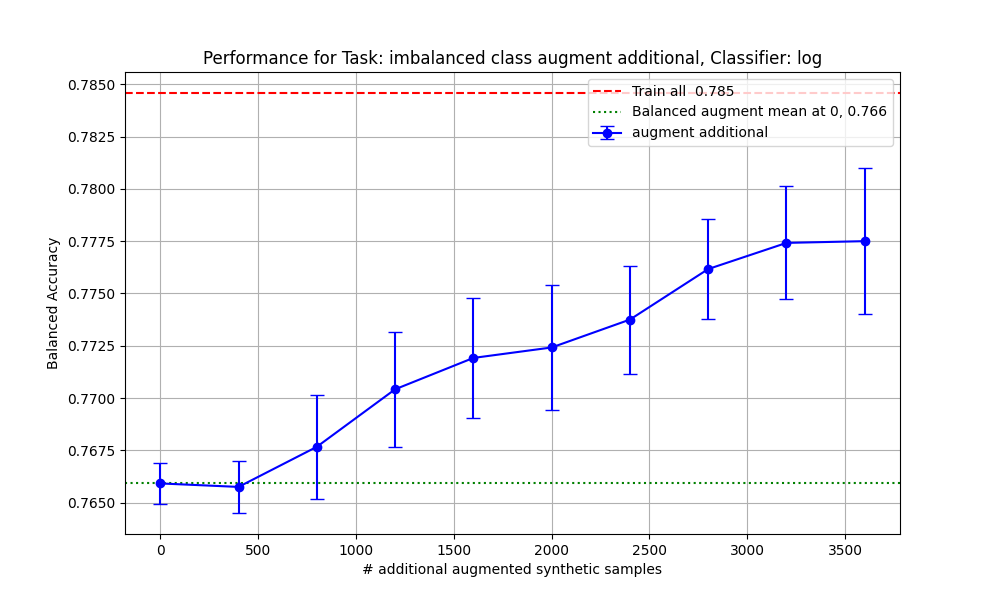 Performance for Task: imbalanced class augment additional, Classifier: log
Balanced Accuracy
0.7850
0.7825
0.7800
0.7775
0.7750
0.7725
0.7700
0.7675
0.7650
Train all  0.785
Balanced augment mean at 0, 0.766
augment additional
0 500 1000 1500 2000 2500 3000 3500
# additional augmented synthetic samples